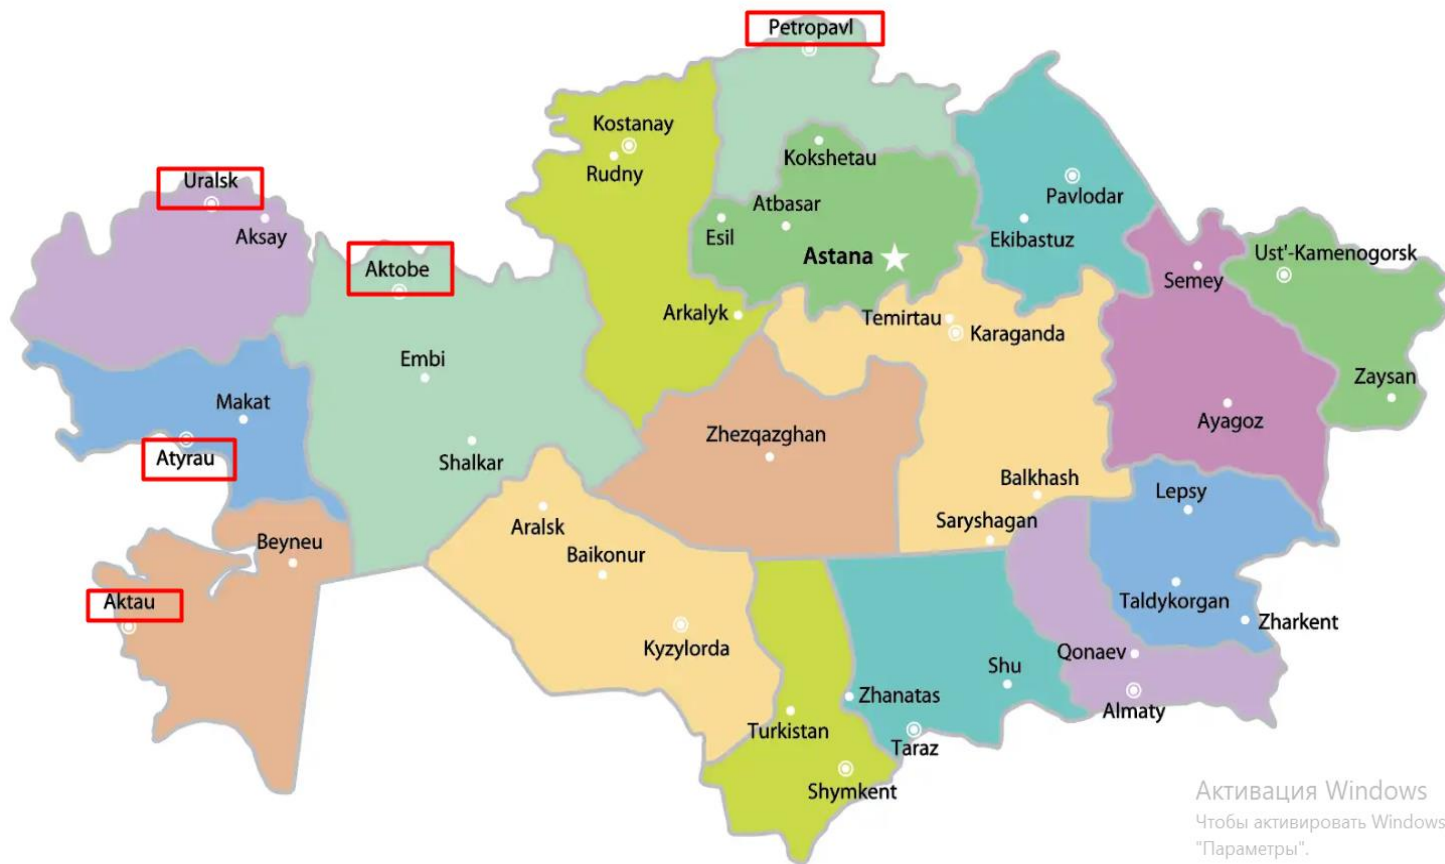 Petropavl
Kostanay
Rudny
Kokshetau
Uralsk
Aksay
Atbasar
Esil
Pavlodar
Ekibastuz
Astana
Ust'-Kamenogorsk
Semey
Aktobe
Arkalyk
Temirtau
Karaganda
Embi
Zaysan
Makat
Ayagoz
Zhezqazghan
Atyrau
Shalkar
Balkhash
Lepsy
Aralsk
Saryshagan
Beyneu
Baikonur
Aktau
Taldykorgan
Zharkent
Kyzylorda
Qonaev
Shu
Zhanatas
Almaty
Turkistan
Taraz
Shymkent
Активация Windows
Чтобы активировать Windows
"Параметры".